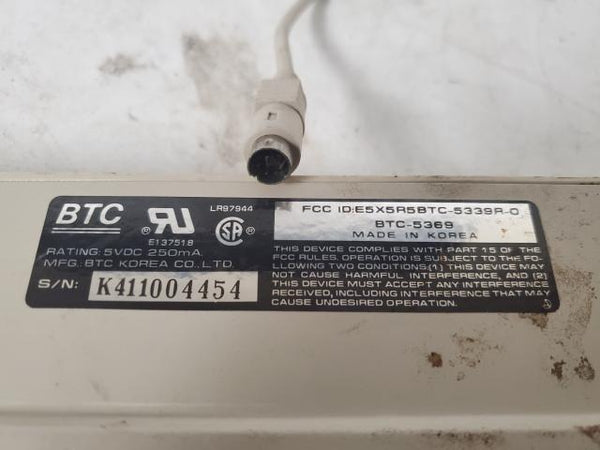 BTC
LR97944
E137518
RATING: 5VDC 250mA.
MFG.: BTC KOREA CO., LTD.
S/N: K411004454
FCC ID:E5X5R5BTC-5339R-O
BTC-5369
MADE IN KOREA
THIS DEVICE COMPLIES WITH PART 15 OF THE
FCC RULES. OPERATION IS SUBJECT TO THE FO-
LLOWING TWO CONDITIONS:(1) THIS DEVICE MAY
NOT CAUSE HARMFUL INTERFERENCE, AND (2)
THIS DEVICE MUST ACCEPT ANY INTERFERENCE
RECEIVED, INCLUDING INTERFERENCE THAT MAY
CAUSE UNDESIRED OPERATION.